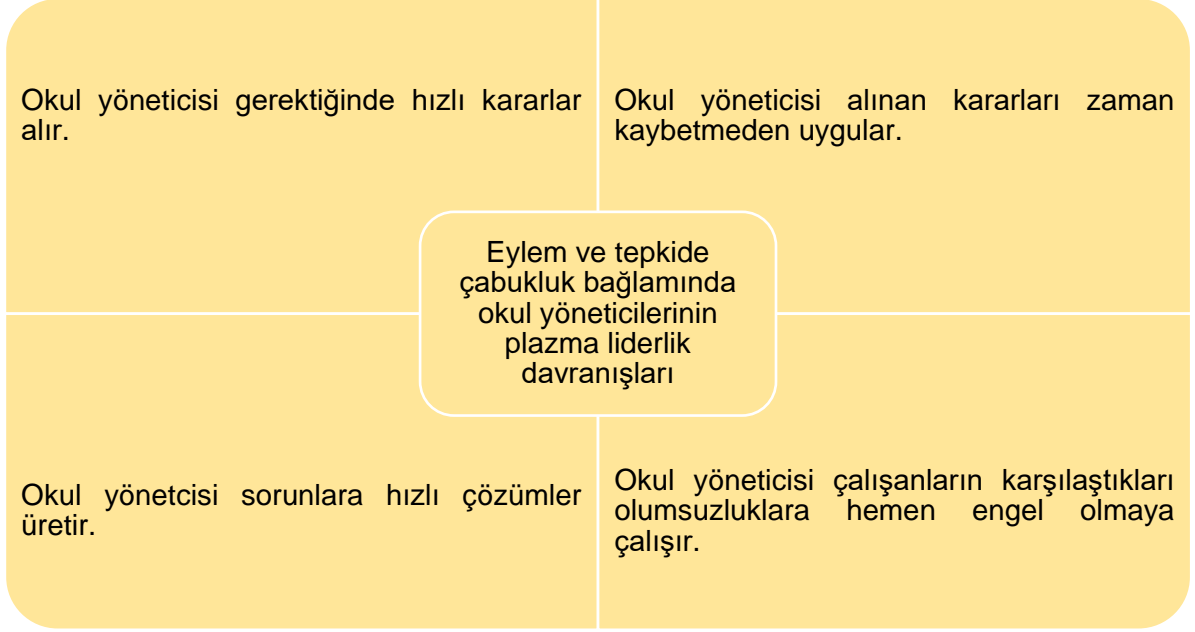 Okul yöneticisi gerektiğinde hızlı kararlar
alır.
Okul yöneticisi alınan kararları zaman
kaybetmeden uygular.
Eylem ve tepkide
çabukluk bağlamında
okul yöneticilerinin
plazma liderlik
davranışları
Okul yönetcisi sorunlara hızlı çözümler
üretir.
Okul yöneticisi çalışanların karşılaştıkları
olumsuzluklara hemen engel olmaya
çalışır.